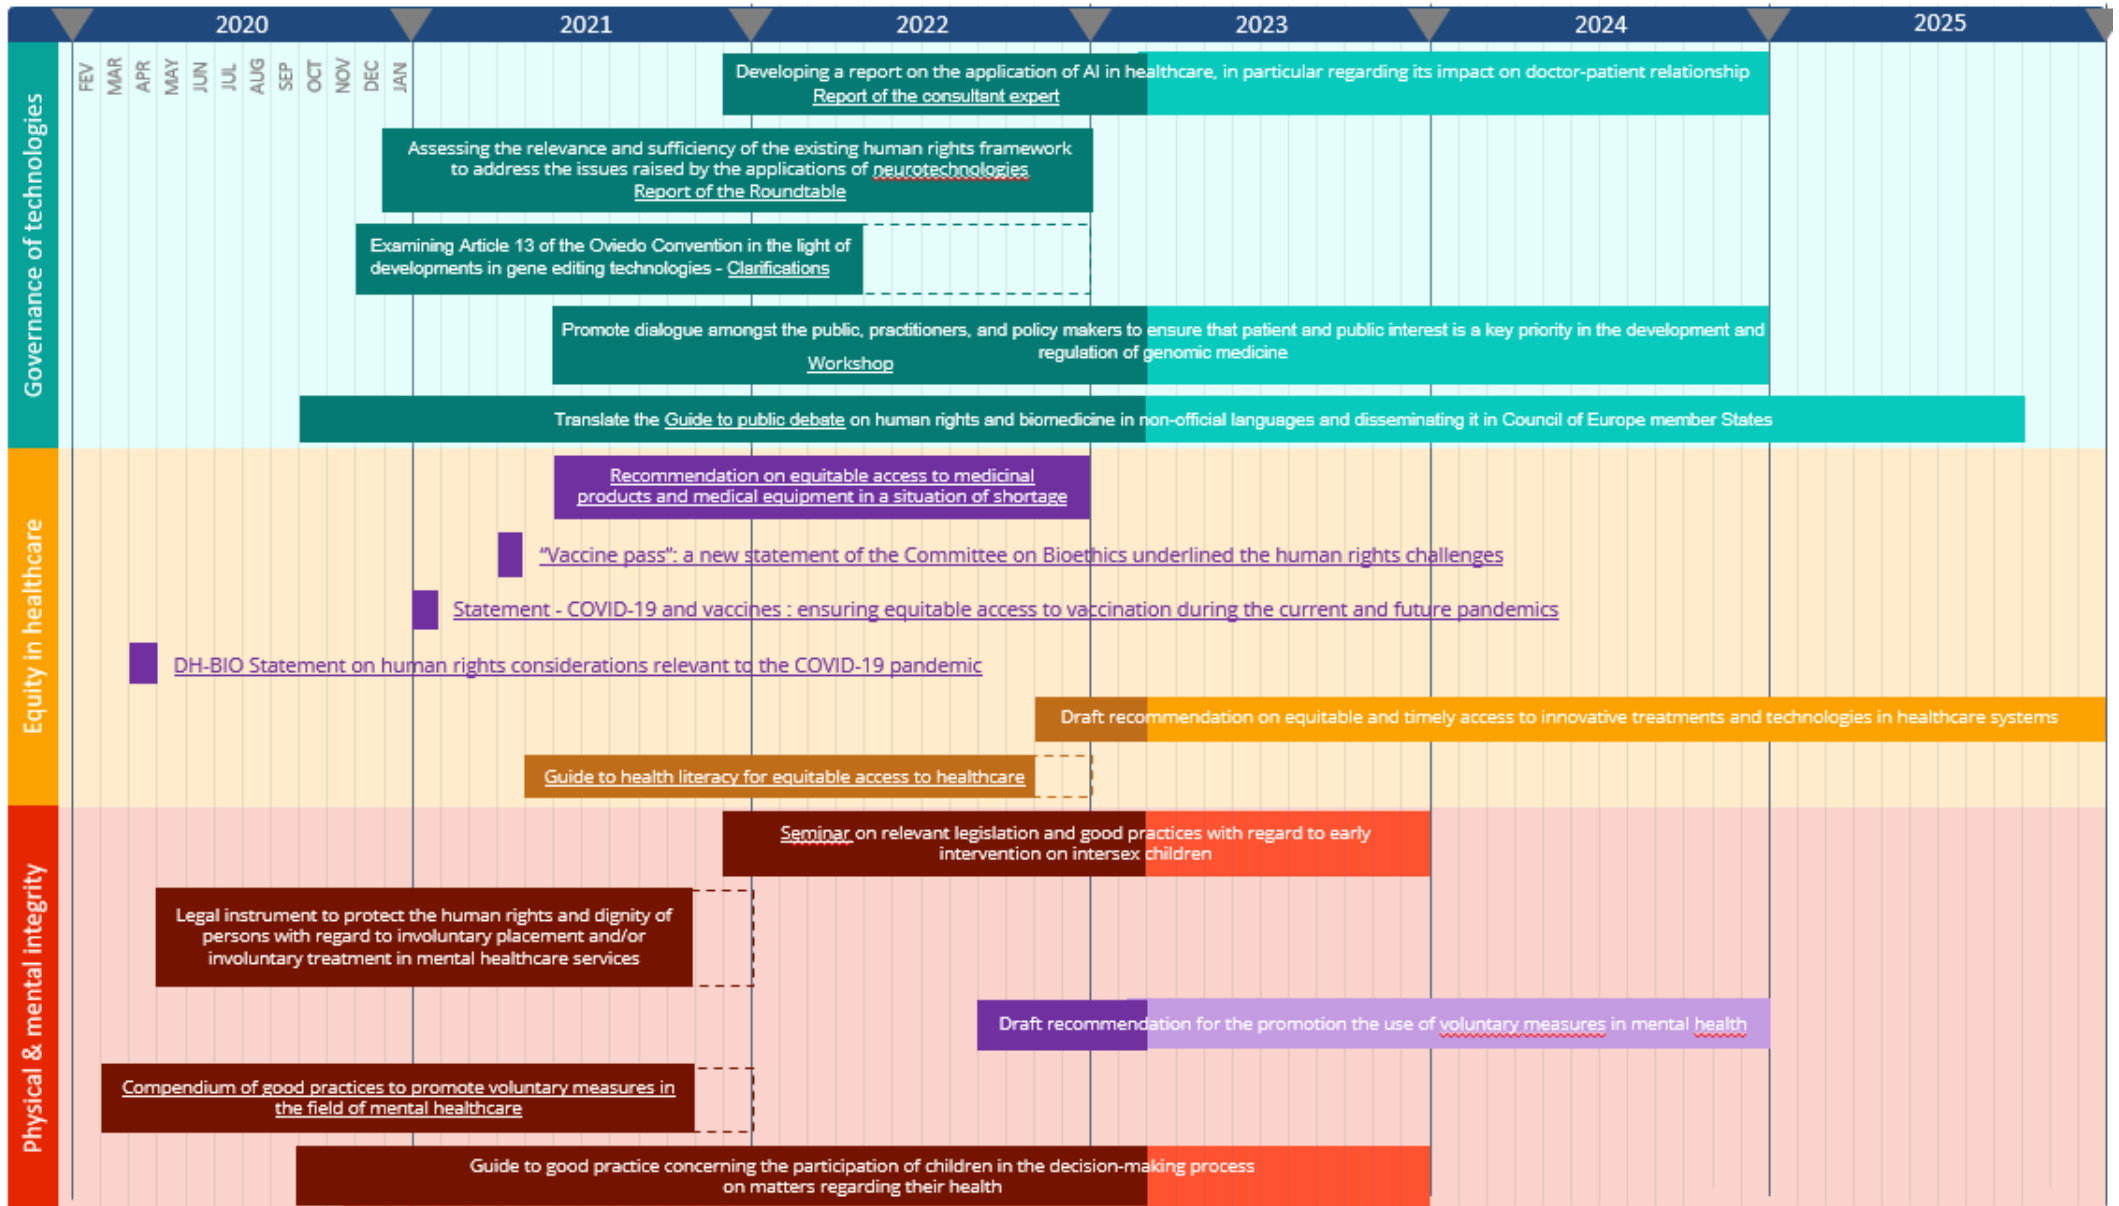 2020 2021 2022 2023 2024 2025
FEV MAR APR MAY JUN JUL AUG SEP OCT NOV DEC JAN
Governance of technologies
Developing a report on the application of AI in healthcare, in particular regarding its impact on doctor-patient relationship
Report of the consultant expert
Assessing the relevance and sufficiency of the existing human rights framework
to address the issues raised by the applications of neurotechnologies
Report of the Roundtable
Examining Article 13 of the Oviedo Convention in the light of
developments in gene editing technologies - Clarifications
Promote dialogue amongst the public, practitioners, and policy makers to ensure that patient and public interest is a key priority in the development and
regulation of genomic medicine
Workshop
Translate the Guide to public debate on human rights and biomedicine in non-official languages and disseminating it in Council of Europe member States
Equity in healthcare
Recommendation on equitable access to medicinal
products and medical equipment in a situation of shortage
“Vaccine pass”: a new statement of the Committee on Bioethics underlined the human rights challenges
Statement - COVID-19 and vaccines : ensuring equitable access to vaccination during the current and future pandemics
DH-BIO Statement on human rights considerations relevant to the COVID-19 pandemic
Draft recommendation on equitable and timely access to innovative treatments and technologies in healthcare systems
Guide to health literacy for equitable access to healthcare
Physical & mental integrity
Seminar on relevant legislation and good practices with regard to early
intervention on intersex children
Legal instrument to protect the human rights and dignity of
persons with regard to involuntary placement and/or
involuntary treatment in mental healthcare services
Draft recommendation for the promotion the use of voluntary measures in mental health
Compendium of good practices to promote voluntary measures in
the field of mental healthcare
Guide to good practice concerning the participation of children in the decision-making process
on matters regarding their health